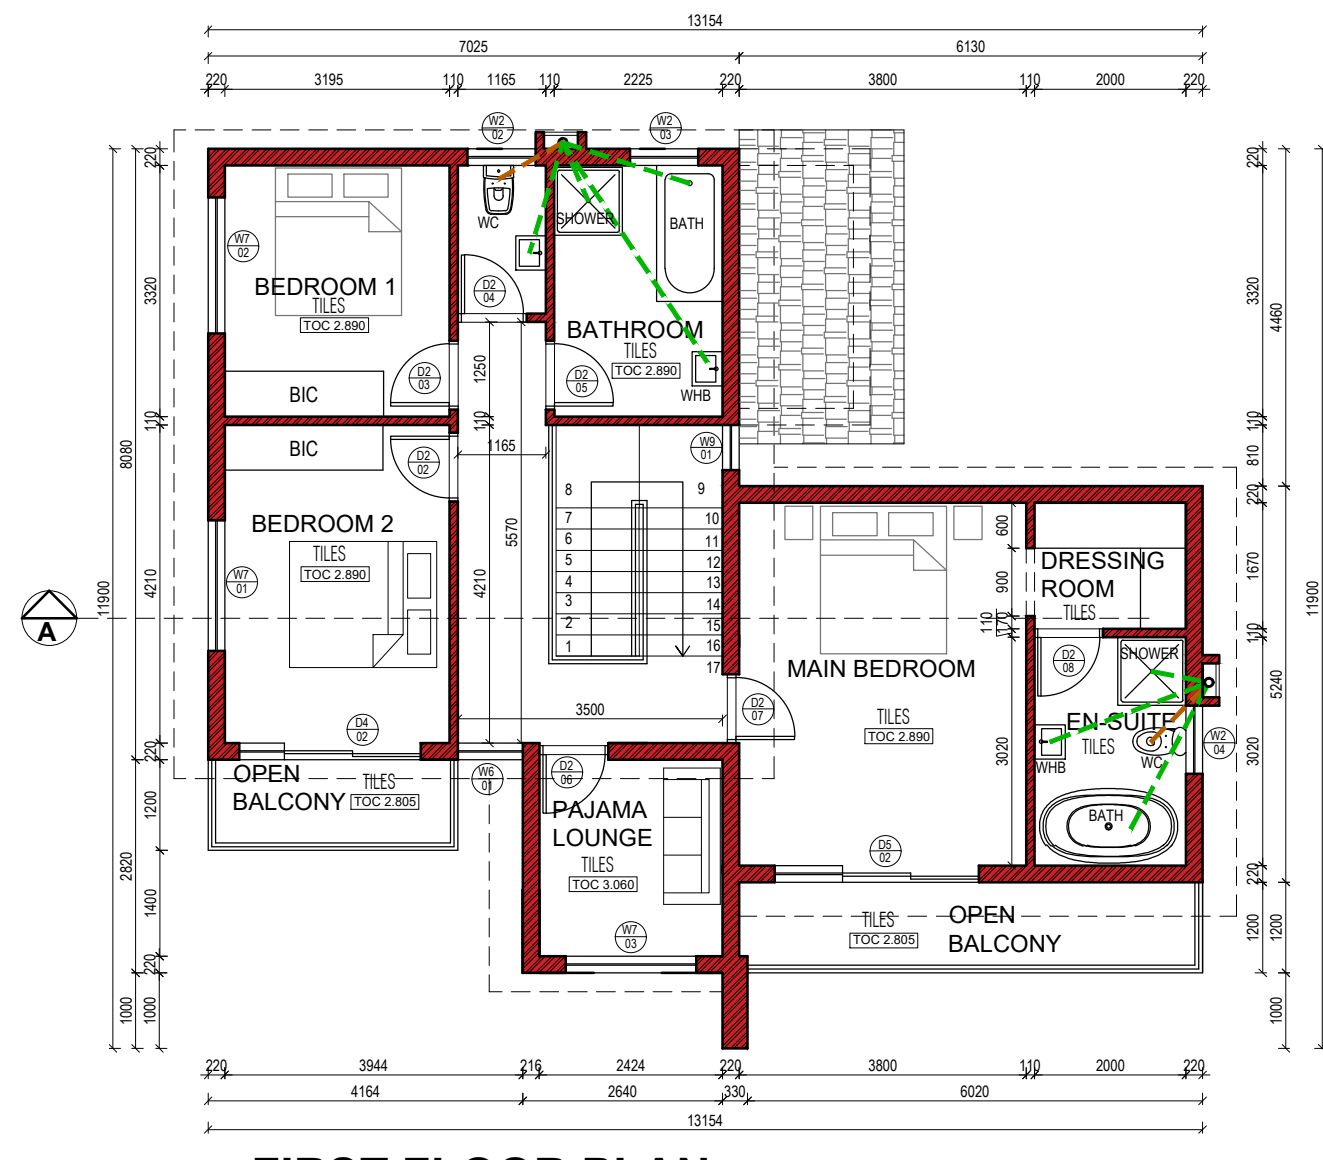 13154
7025
6130
220
3195
110
1165
110
2225
220
3800
110
2000
220
W2
02
W2
03
220
220
WC
SHOWER
BATH
W7
02
BEDROOM 1
TILES
TOC 2.890
D2
04
3320
3320
4460
BATHROOM
TILES
TOC 2.890
D2
03
1250
D2
05
WHB
BIC
110
110
110
BIC
D2
02
1165
W9
01
8080
810
8
9
7
10
6
11
5
12
4
13
3
14
2
15
1
16
17
220
BEDROOM 2
TILES
TOC 2.890
5570
4210
4210
W7
01
600
900
110
170
DRESSING
ROOM
TILES
1670
11900
11900
A
110
MAIN BEDROOM
TILES
TOC 2.890
D2
08
SHOWER
5240
3500
D2
07
EN-SUITE
TILES
WHB
WC
W2
04
3020
3020
D4
02
220
OPEN
BALCONY
TILES
TOC 2.805
W6
01
D2
06
PAJAMA
LOUNGE
TILES
TOC 3.060
BATH
1200
2820
D5
02
220
1400
TILES
TOC 2.805
OPEN
BALCONY
W7
03
1200
1200
220
1000
1000
1000
220
3944
216
2424
220
3800
110
2000
220
4164
2640
330
6020
13154
FIRST FLOOR PLAN